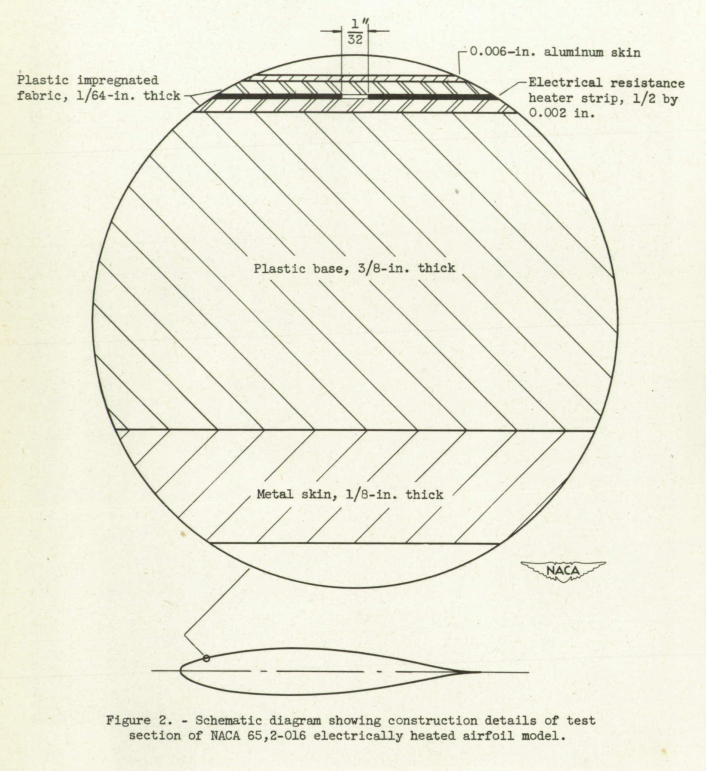 1"
32
0.006-in. aluminum skin
Plastic impregnated
fabric, 1/64-in. thick
Electrical resistance
heater strip, 1/2 by
0.002 in.
Plastic base, 3/8-in. thick
Metal skin, 1/8-in. thick
NACA
Figure 2. - Schematic diagram showing construction details of test
section of NACA 65,2-016 electrically heated airfoil model.